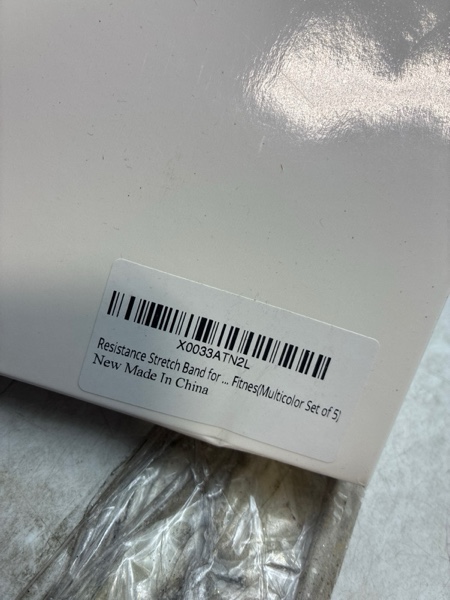 X0033ATN2L
Resistance Stretch Band for ... Fitnes(Multicolor Set of 5)
New Made In China